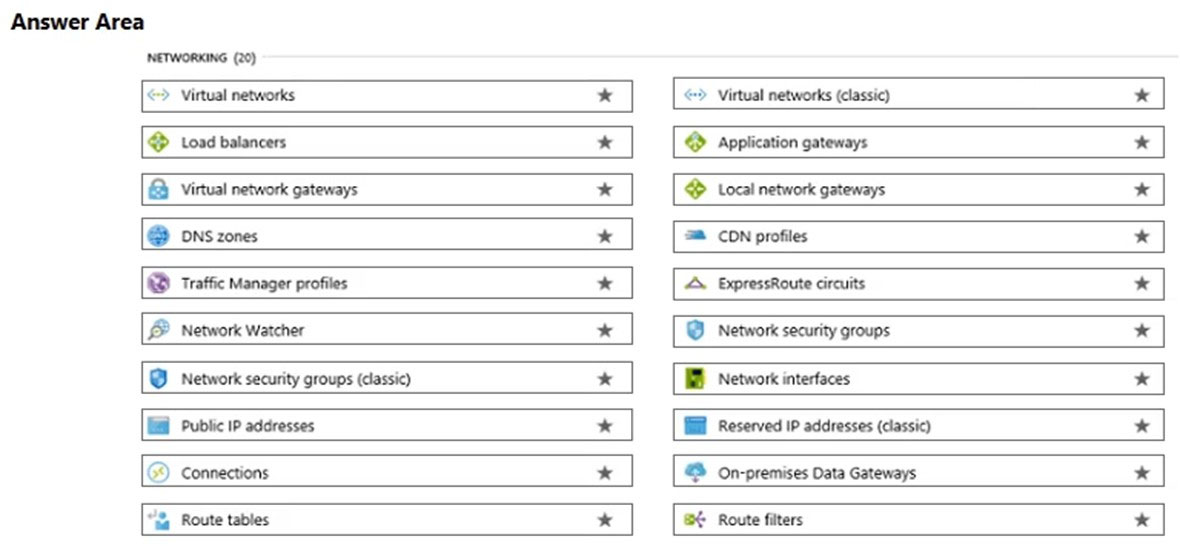 Answer Area
NETWORKING (20)
Virtual networks
Virtual networks (classic)
Load balancers
Application gateways
Virtual network gateways
Local network gateways
DNS zones
CDN profiles
Traffic Manager profiles
ExpressRoute circuits
Network Watcher
Network security groups
Network security groups (classic)
Network interfaces
Public IP addresses
Reserved IP addresses (classic)
Connections
On-premises Data Gateways
Route tables
Route filters